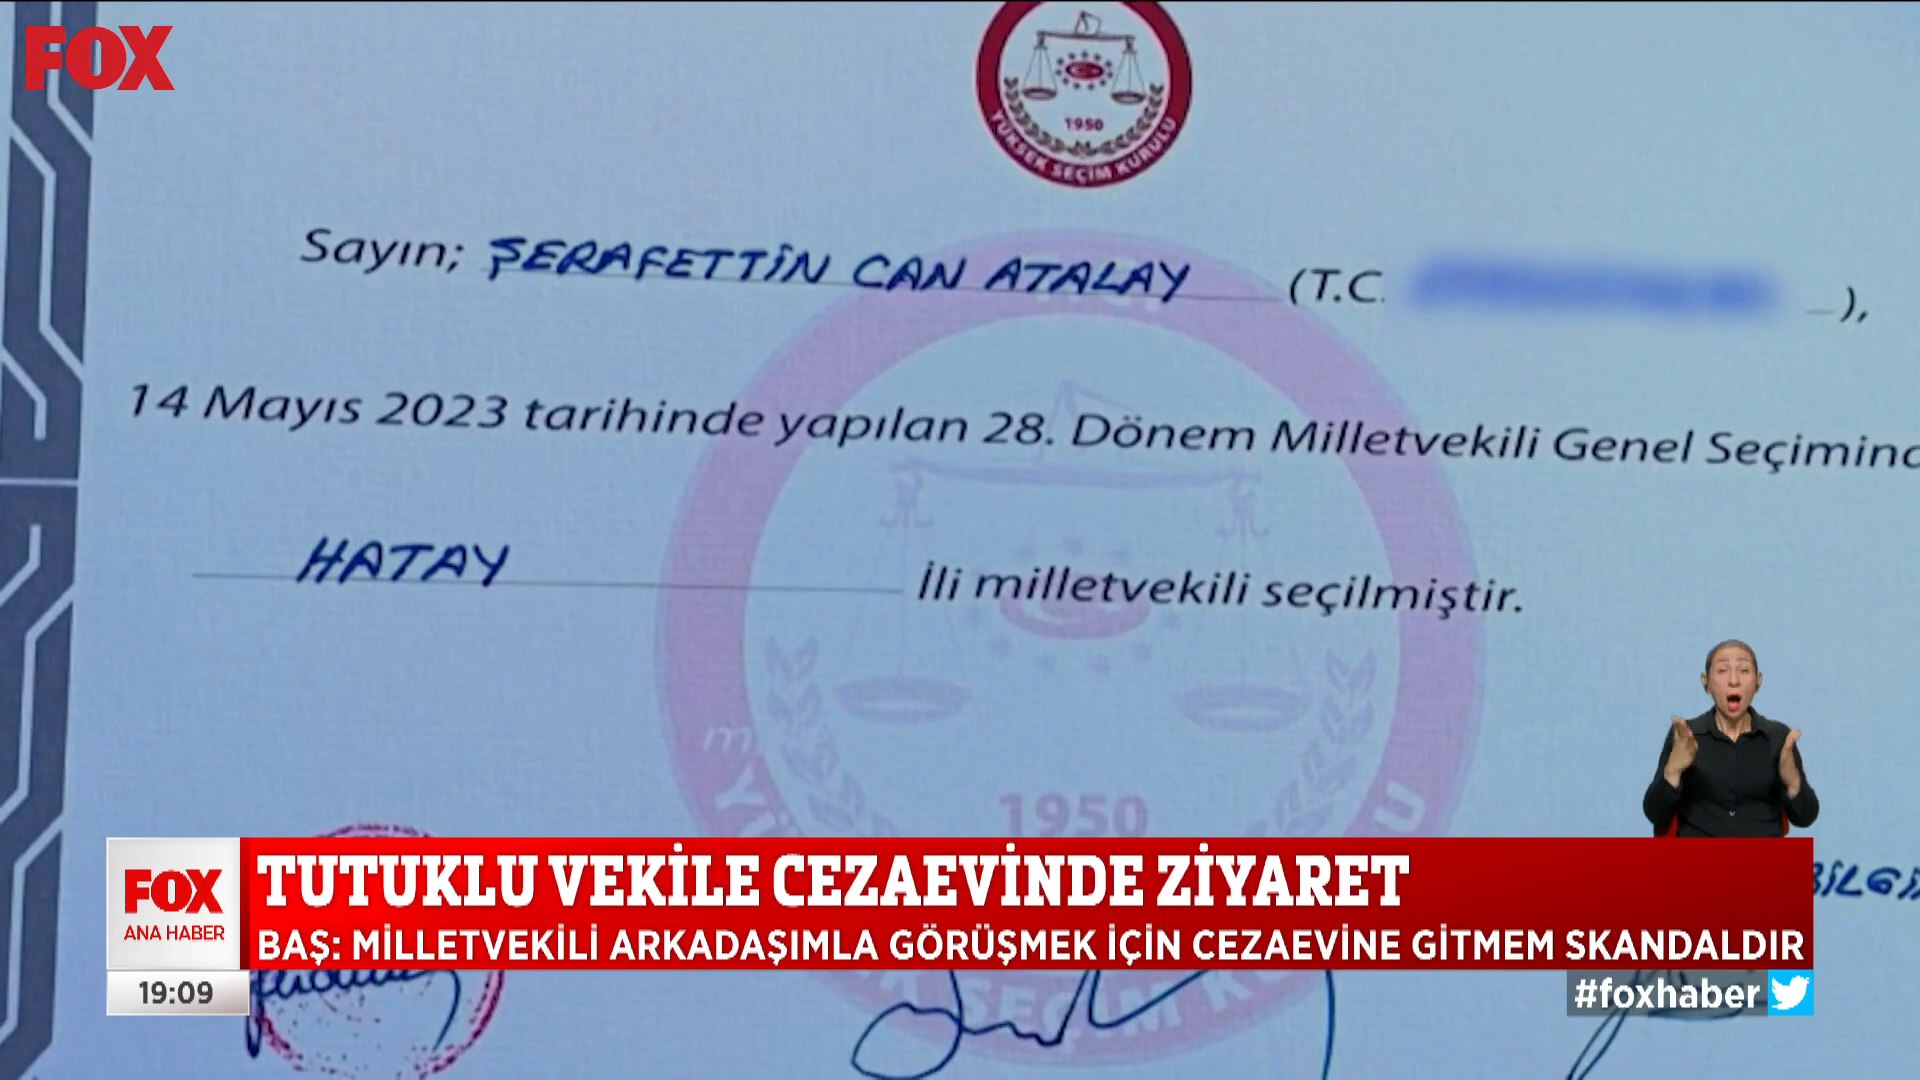 FOX
1950
YÜKSEK SEÇİM KURULU
Sayın; ŞERAFETTİN CAN ATALAY (T.C. ),
14 Mayıs 2023 tarihinde yapılan 28. Dönem Milletvekili Genel
HATAY İli milletvekili seçilmiştir.
1950
FOX
ANA HABER
TUTUKLU VEKİLE CEZAEVİNDE ZİYARET
BAŞ: MİLLETVEKİLİ ARKADAŞIMLA GÖRÜŞMEK İÇİN CEZAEVİNE GİTMEM SKANDALDIR
19:09
#foxhaber